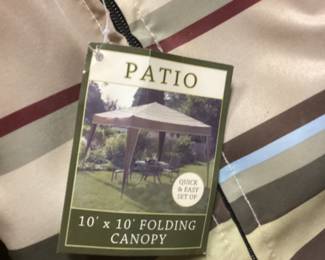 PATIO
QUICK
& EASY
SET UP
10' x 10' FOLDING
CANOPY